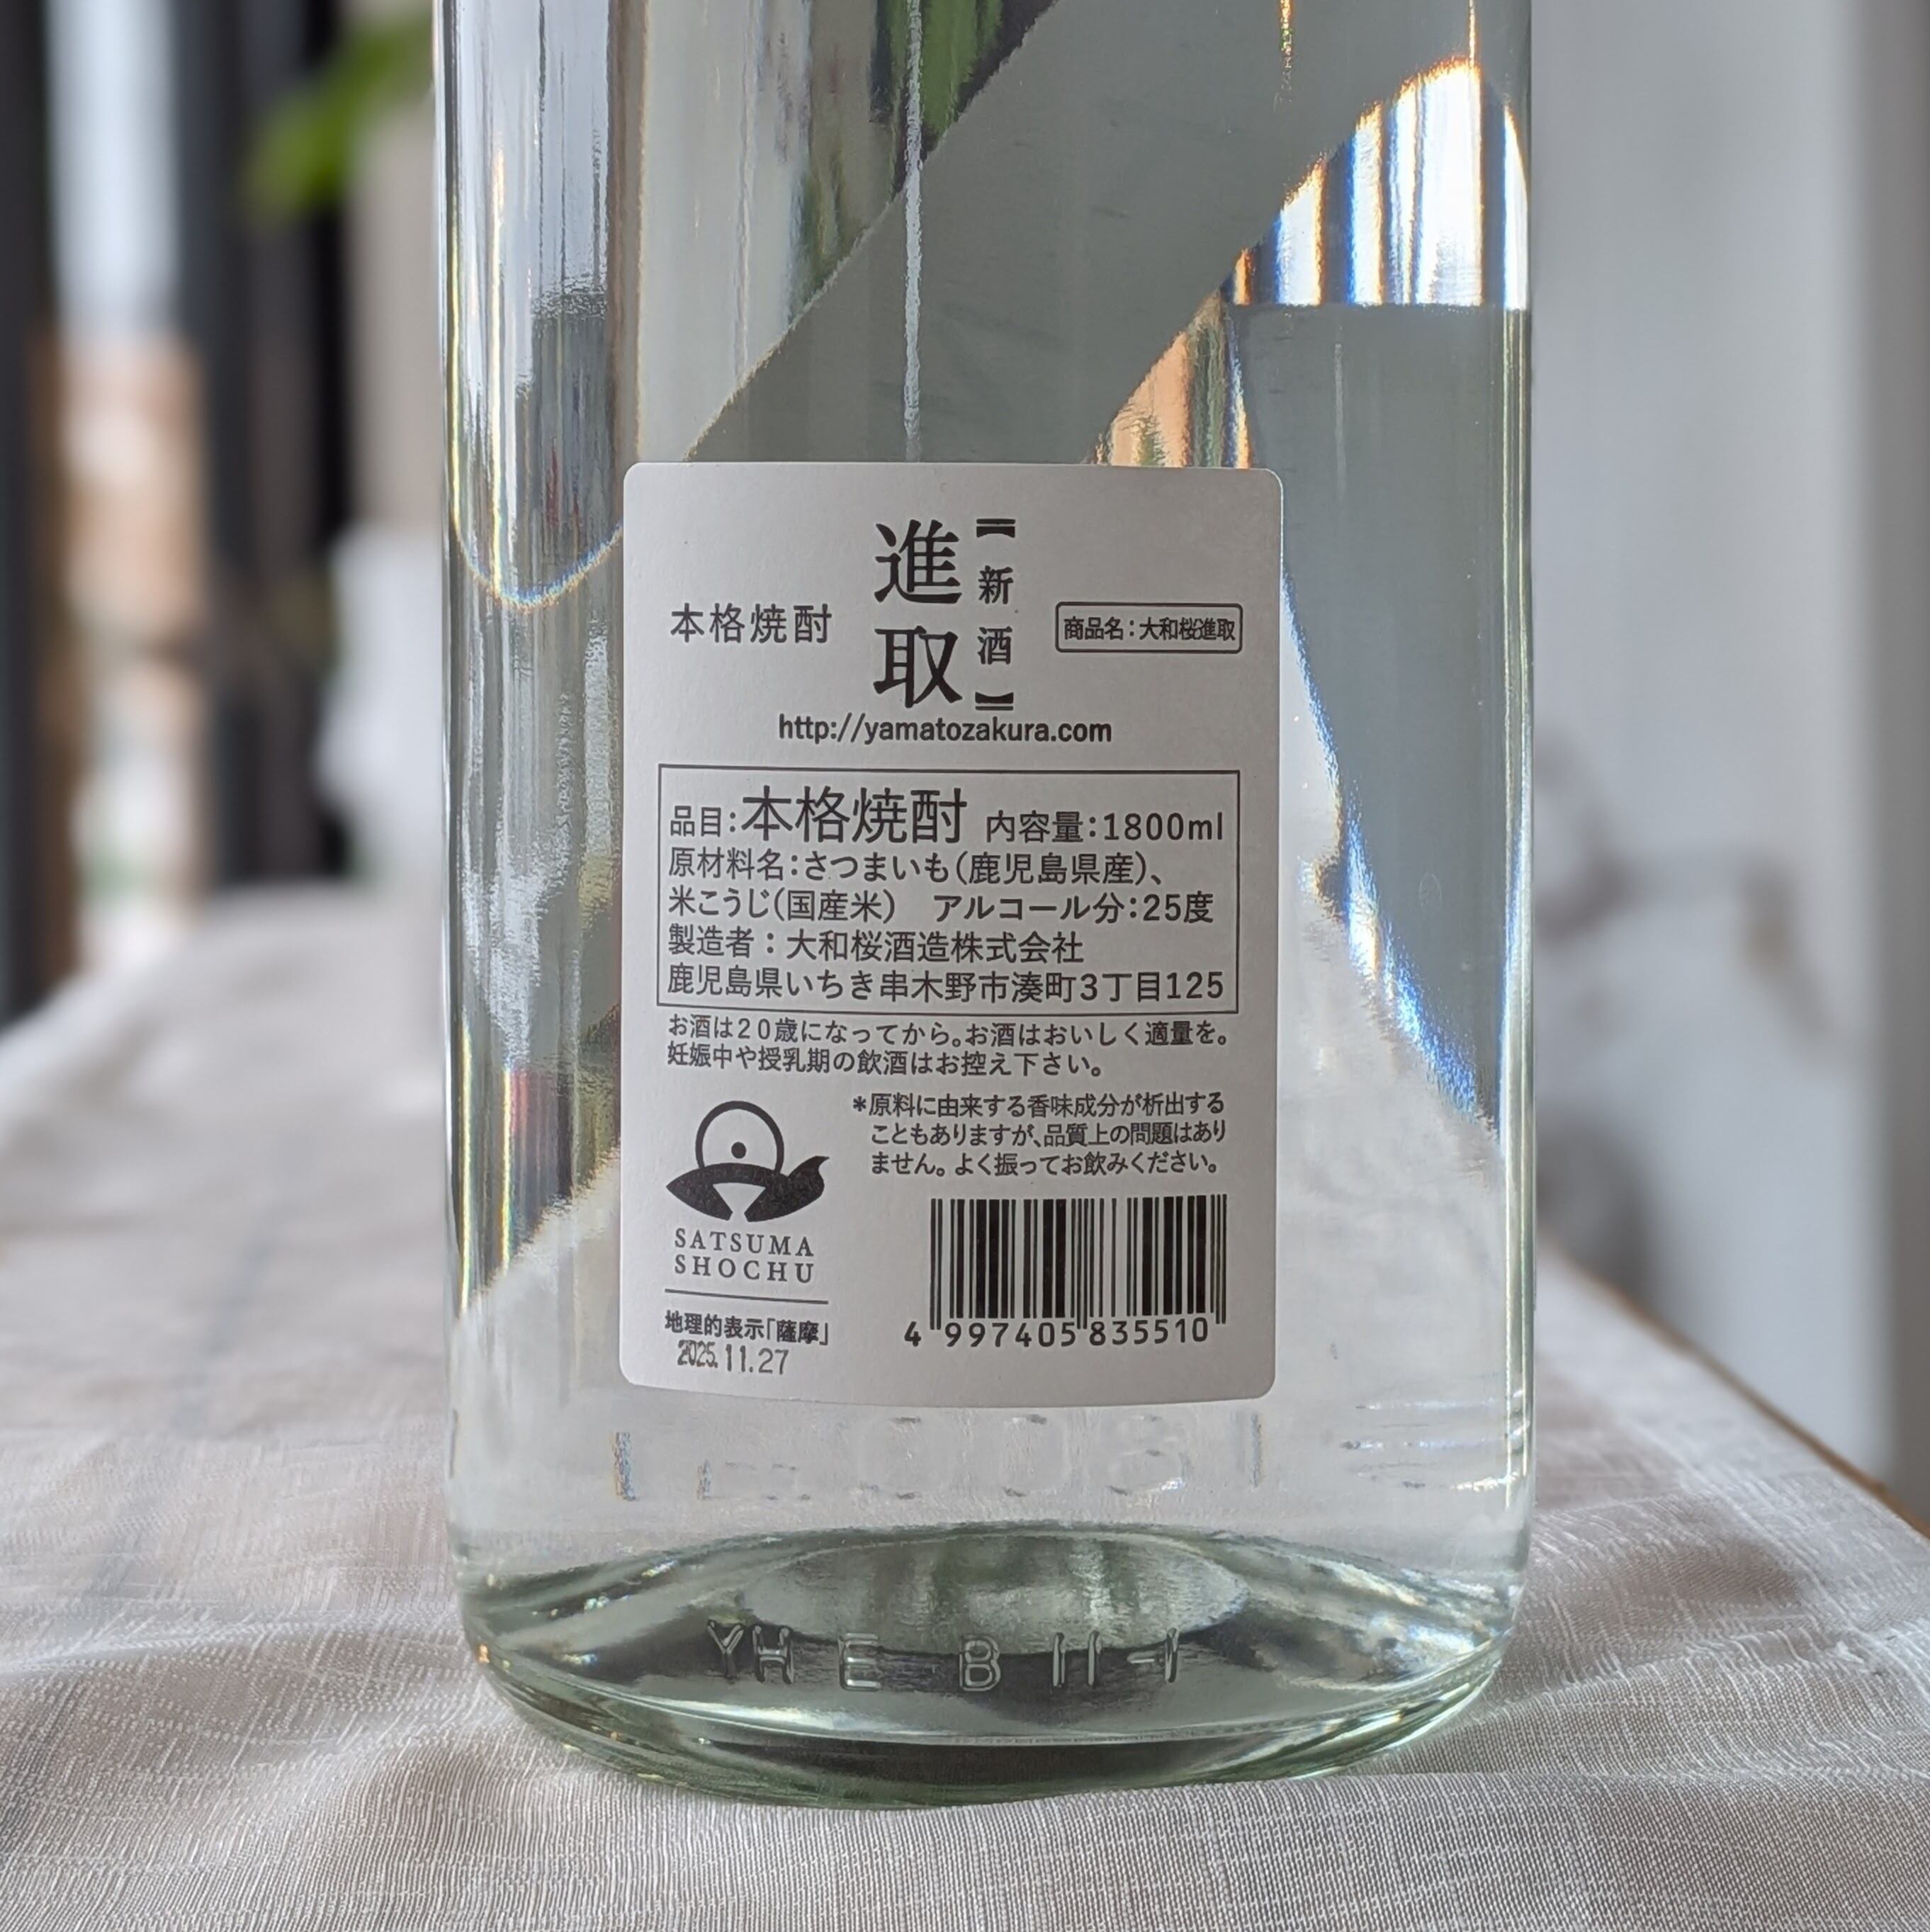 進取
【新酒】
本格焼酎
商品名：大和桜進取
http://yamatozakura.com
品目：本格焼酎 内容量：1800ml
原材料名：さつまいも（鹿児島県産）、
米こうじ（国産米） アルコール分：25度
製造者：大和桜酒造株式会社
鹿児島県いちき串木野市湊町3丁目125
お酒は20歳になってから。お酒はおいしく適量を。
妊娠中や授乳期の飲酒はお控え下さい。
＊原料に由来する香味成分が析出する
こともありますが、品質上の問題はあり
ません。よく振ってお飲みください。
SATSUMA
SHOCHU
地理的表示「薩摩」
2025.11.27
4 997405 835510
YH E B 11-1